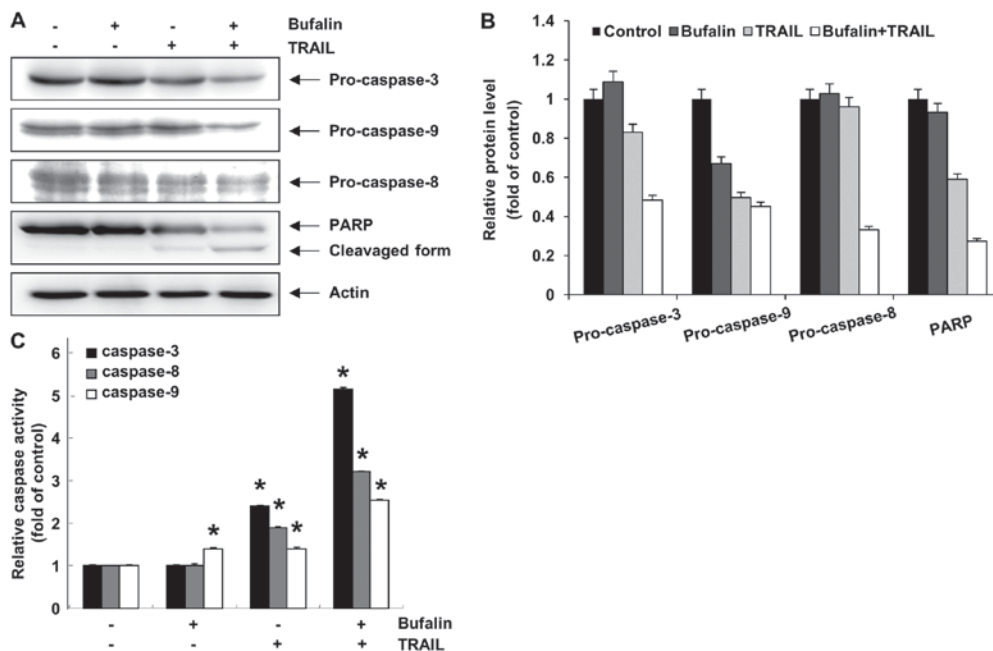 A
- + - + Bufalin
- - + + TRAIL
Pro-caspase-3
Pro-caspase-9
Pro-caspase-8
PARP
Cleavaged form
Actin
B
Relative protein level
(fold of control)
1.4
1.2
1
0.8
0.6
0.4
0.2
0
Control Bufalin TRAIL Bufalin+TRAIL
Pro-caspase-3 Pro-caspase-9 Pro-caspase-8 PARP
C
Relative caspase activity
(fold of control)
6
5
4
3
2
1
0
caspase-3
caspase-8
caspase-9
* * * * * * *
- + - + Bufalin
- - + + TRAIL